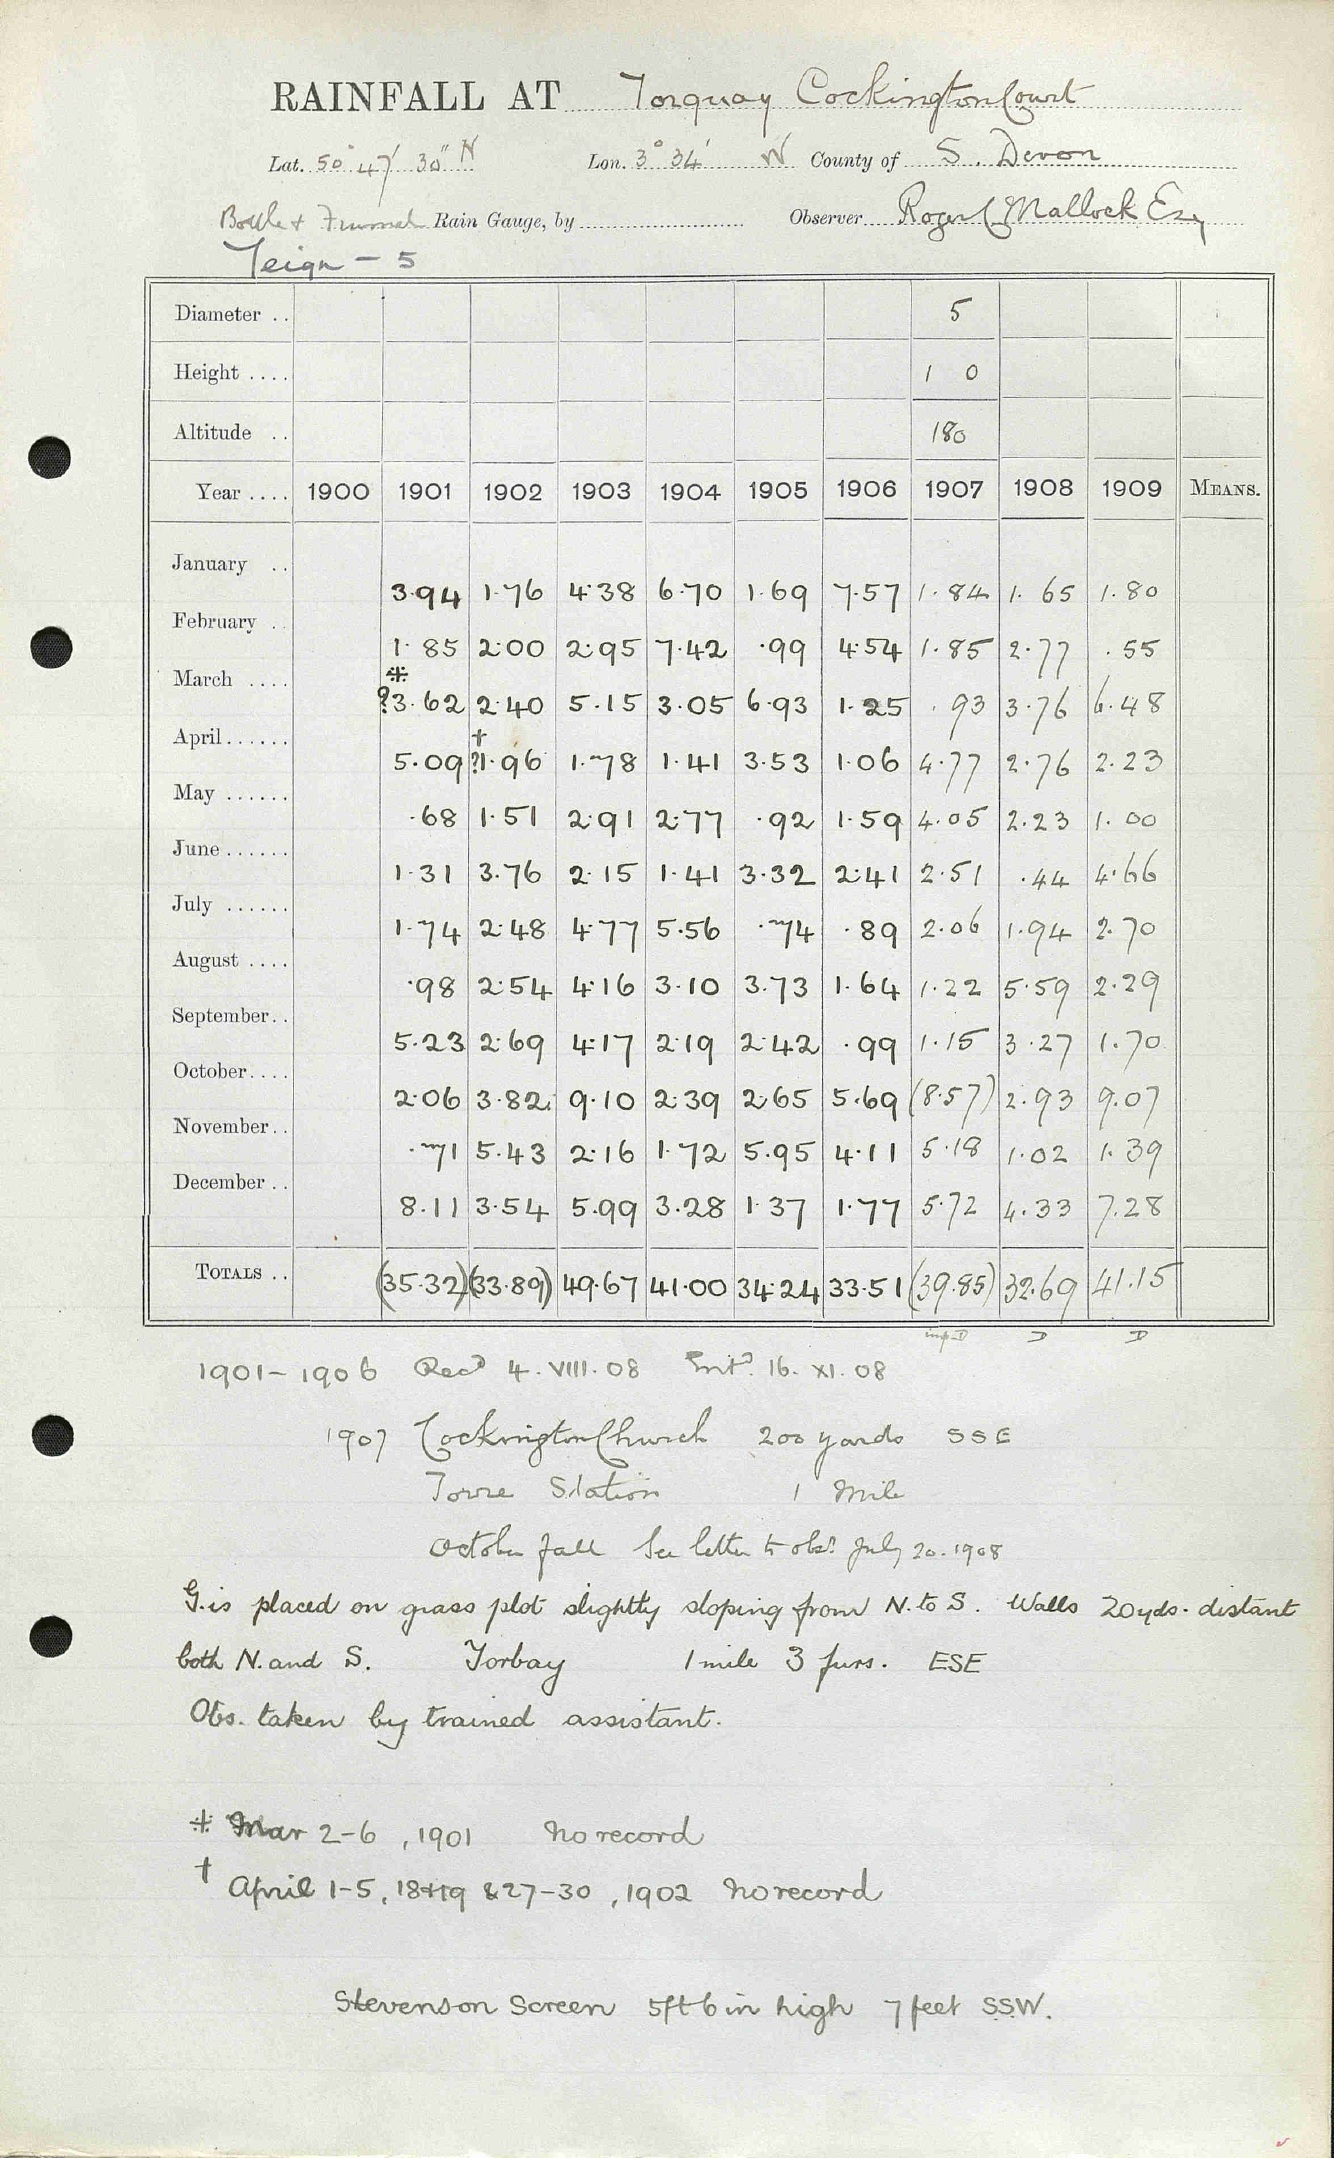 RAINFALL AT Torquay Cockington Court
Lat. 50° 47' 30" N Lon. 3° 34' W County of S. Devon
Bottle & Funnel Rain Gauge, by Observer Roger Mallock Esq
Teign - 5
Diameter .. 5
Height .... 1 0
Altitude .. 180
Year .... 1900 1901 1902 1903 1904 1905 1906 1907 1908 1909 MEANS.
January .. 3.94 1.76 4.38 6.70 1.69 7.57 1.84 1.65 1.80
February . 1.85 2.00 2.95 7.42 .99 4.54 1.85 2.77 .55
March .... ⁜ ?3.62 2.40 5.15 3.05 6.93 1.25 .93 3.76 6.48
April...... 5.09 † ?1.96 1.78 1.41 3.53 1.06 4.77 2.76 2.23
May ...... .68 1.51 2.91 2.77 .92 1.59 4.05 2.23 1.00
June ...... 1.31 3.76 2.15 1.41 3.32 2.41 2.51 .44 4.66
July ...... 1.74 2.48 4.77 5.56 .74 .89 2.06 1.94 2.70
August .... .98 2.54 4.16 3.10 3.73 1.64 1.22 5.59 2.29
September.. 5.23 2.69 4.17 2.19 2.42 .99 1.15 3.27 1.70
October.... 2.06 3.82 9.10 2.39 2.65 5.69 (8.57) 2.93 9.07
November.. .71 5.43 2.16 1.72 5.95 4.11 5.18 1.02 1.39
December .. 8.11 3.54 5.99 3.28 1.37 1.77 5.72 4.33 7.28
TOTALS .. (35.32) (33.89) 49.67 41.00 34.24 33.51 (39.85) 32.69 41.15
D D
1901-1906 Recd 4.VIII.08 Entd. 16.XI.08
1907 Cockington Church 200 yards SSE
Torre Station 1 Mile
October fall See letter to obsr July 20.1908
G. is placed on grass plot slightly sloping from N. to S. Walls 20yds. distant
both N. and S. Torbay 1 mile 3 furs. ESE
Obs. taken by trained assistant.
⁜ Mar 2-6, 1901 No record
† April 1-5, 18+19 & 27-30, 1902 No record
Stevenson Screen 5ft 6in high 7 feet SSW.